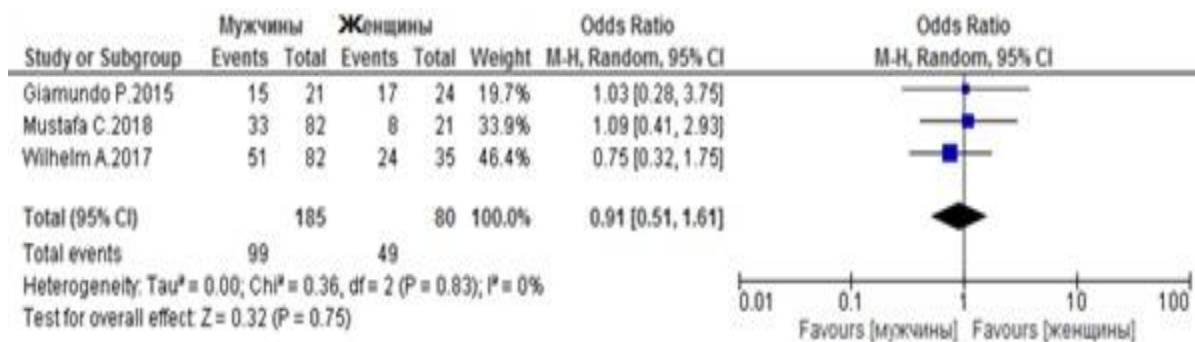 Мужчины Женщины Odds Ratio Odds Ratio
Study or Subgroup Events Total Events Total Weight M-H, Random, 95% CI M-H, Random, 95% CI
Giamundo P.2015 15 21 17 24 19.7% 1.03 [0.28, 3.75]
Mustafa C.2018 33 82 8 21 33.9% 1.09 [0.41, 2.93]
Wilhelm A.2017 51 82 24 35 46.4% 0.75 [0.32, 1.75]
Total (95% CI) 185 80 100.0% 0.91 [0.51, 1.61]
Total events 99 49
Heterogeneity: Tau² = 0.00; Chi² = 0.36, df = 2 (P = 0.83); I² = 0%
Test for overall effect: Z = 0.32 (P = 0.75)
0.01 0.1 1 10 100
Favours [мужчины] Favours [женщины]